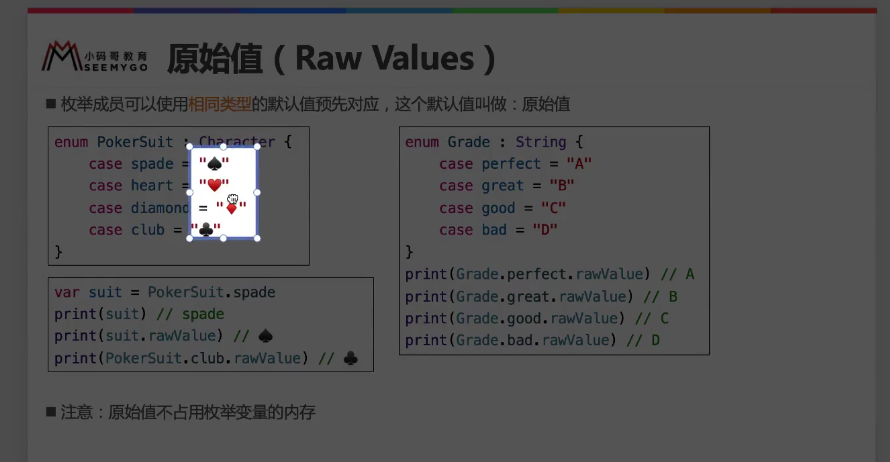 小码哥教育
SEEMYGO
原始值（Raw Values）
■ 枚举成员可以使用相同类型的默认值预先对应，这个默认值叫做：原始值
enum PokerSuit : Character {
case spade = "♠️"
case heart = "♥️"
case diamond = "♦️"
case club = "♣️"
}
var suit = PokerSuit.spade
print(suit) // spade
print(suit.rawValue) // ♠️
print(PokerSuit.club.rawValue) // ♣️
enum Grade : String {
case perfect = "A"
case great = "B"
case good = "C"
case bad = "D"
}
print(Grade.perfect.rawValue) // A
print(Grade.great.rawValue) // B
print(Grade.good.rawValue) // C
print(Grade.bad.rawValue) // D
■ 注意：原始值不占用枚举变量的内存